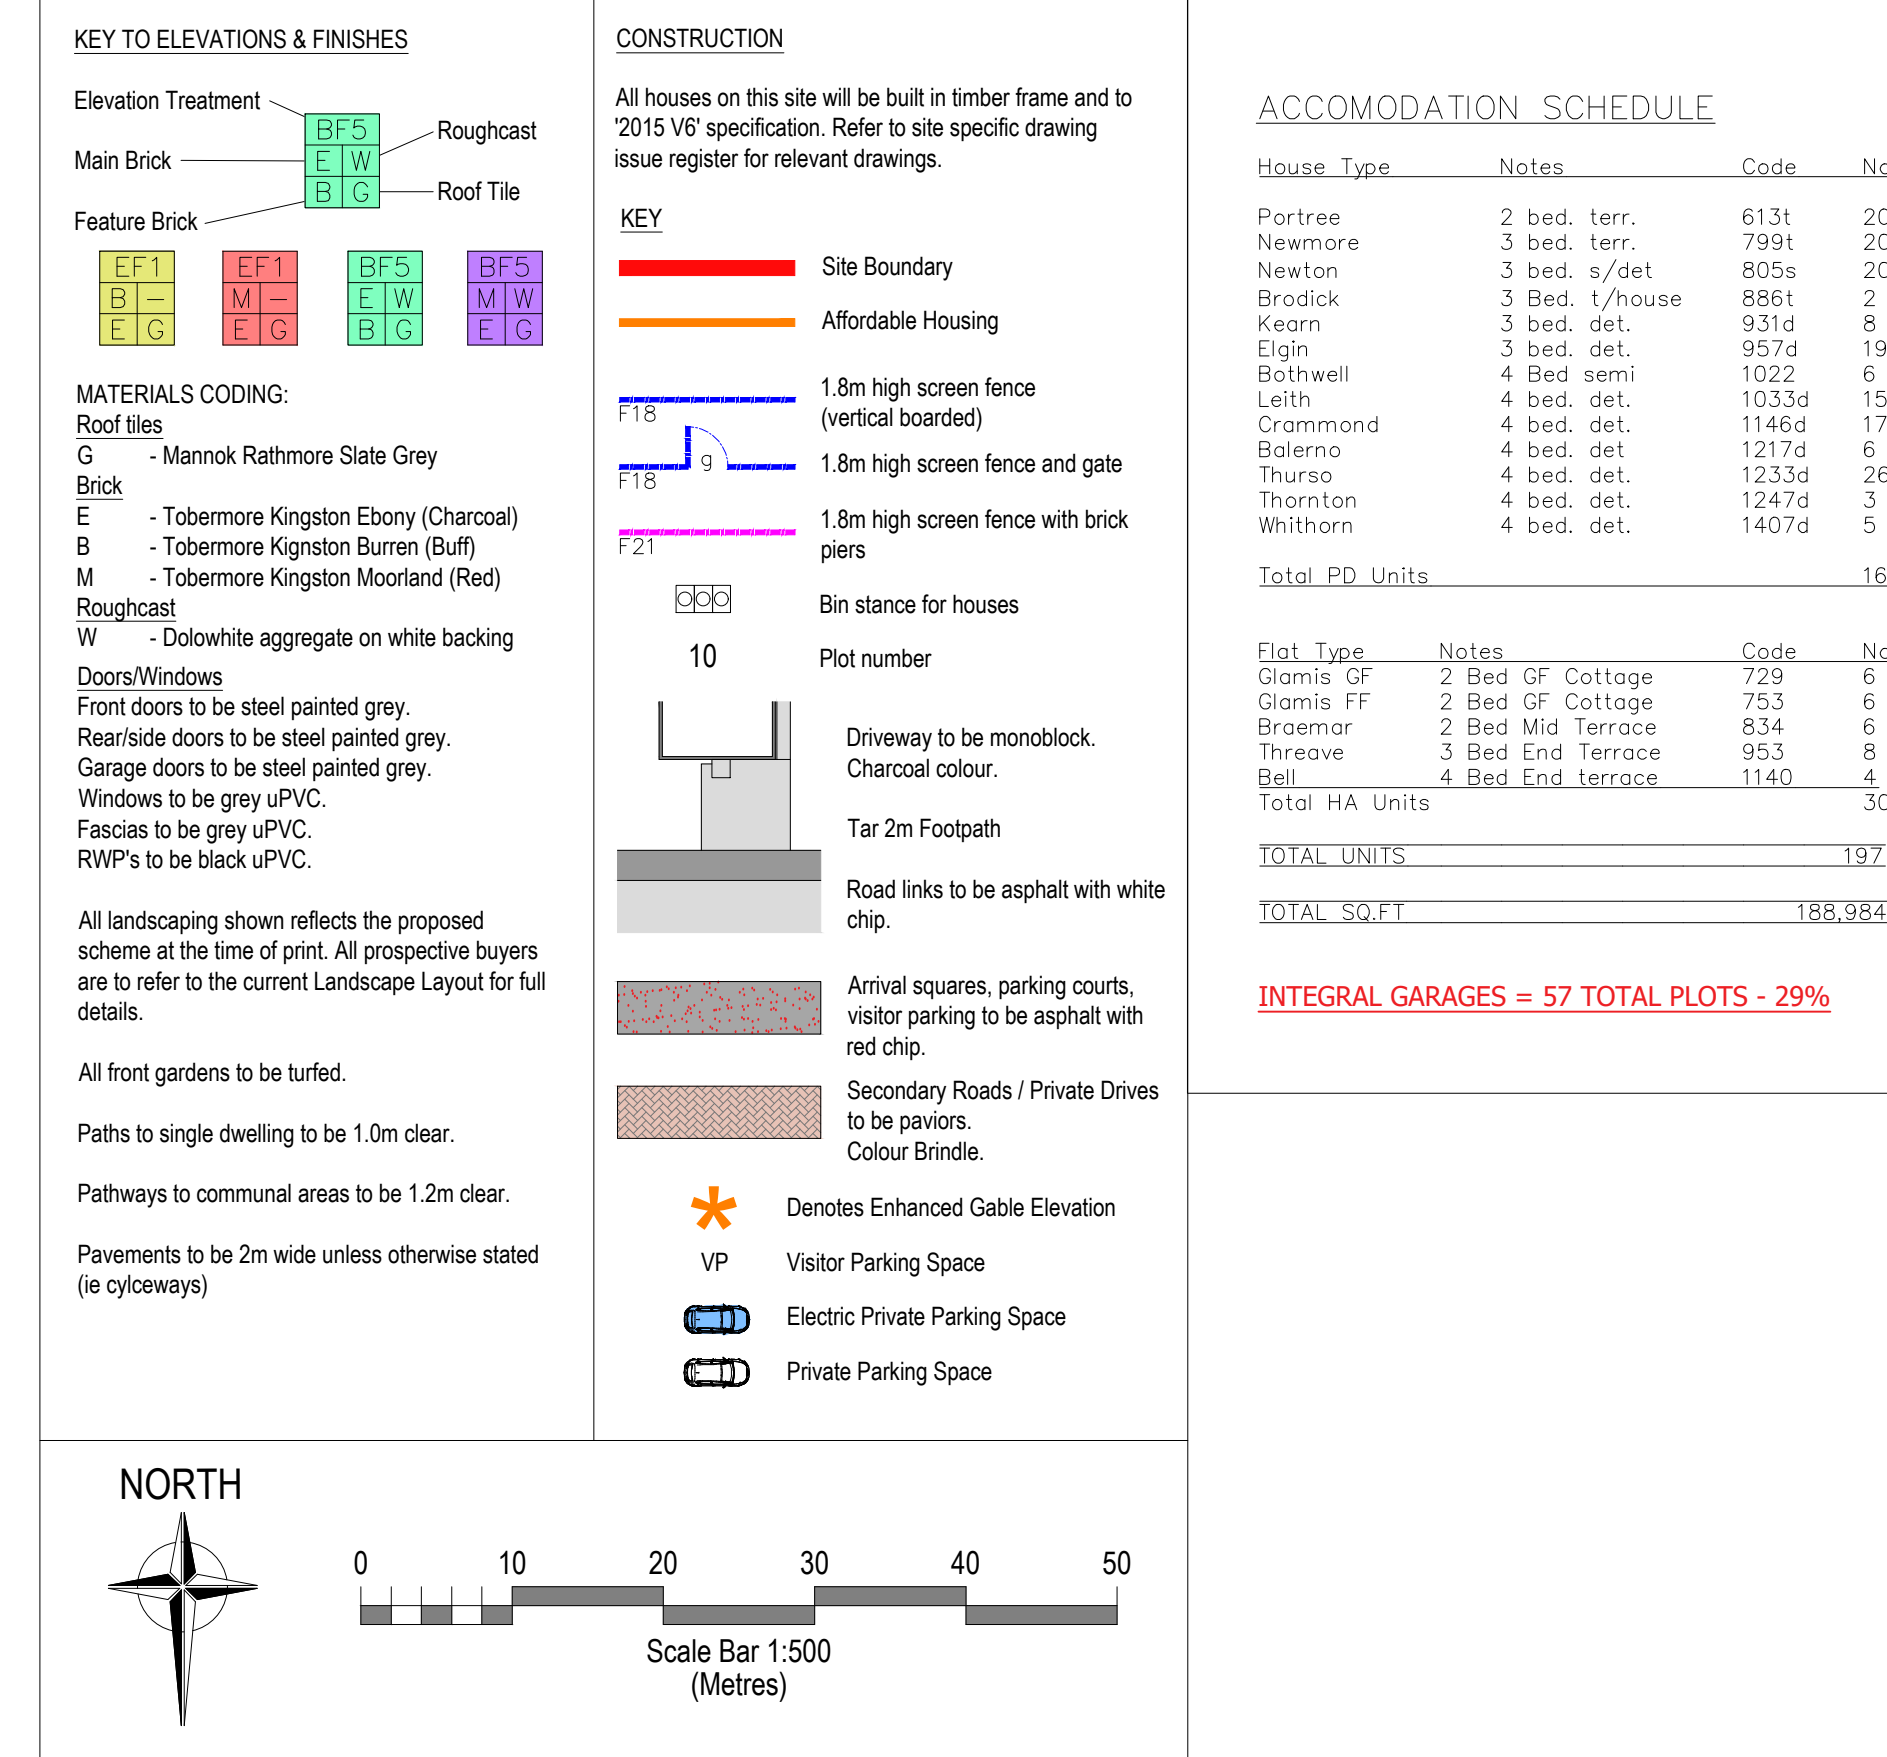 KEY TO ELEVATIONS & FINISHES
Elevation Treatment
Main Brick
Feature Brick
BF5
E W
B G
Roughcast
Roof Tile
EF1
B –
E G
EF1
M –
E G
BF5
E W
B G
BF5
M W
E G
MATERIALS CODING:
Roof tiles
G - Mannok Rathmore Slate Grey
Brick
E - Tobermore Kingston Ebony (Charcoal)
B - Tobermore Kignston Burren (Buff)
M - Tobermore Kingston Moorland (Red)
Roughcast
W - Dolowhite aggregate on white backing
Doors/Windows
Front doors to be steel painted grey.
Rear/side doors to be steel painted grey.
Garage doors to be steel painted grey.
Windows to be grey uPVC.
Fascias to be grey uPVC.
RWP's to be black uPVC.
All landscaping shown reflects the proposed
scheme at the time of print. All prospective buyers
are to refer to the current Landscape Layout for full
details.
All front gardens to be turfed.
Paths to single dwelling to be 1.0m clear.
Pathways to communal areas to be 1.2m clear.
Pavements to be 2m wide unless otherwise stated
(ie cylceways)
CONSTRUCTION
All houses on this site will be built in timber frame and to
'2015 V6' specification. Refer to site specific drawing
issue register for relevant drawings.
KEY
Site Boundary
Affordable Housing
F18
1.8m high screen fence
(vertical boarded)
F18
g
1.8m high screen fence and gate
F21
1.8m high screen fence with brick
piers
Bin stance for houses
10 Plot number
Driveway to be monoblock.
Charcoal colour.
Tar 2m Footpath
Road links to be asphalt with white
chip.
Arrival squares, parking courts,
visitor parking to be asphalt with
red chip.
Secondary Roads / Private Drives
to be paviors.
Colour Brindle.
* Denotes Enhanced Gable Elevation
VP Visitor Parking Space
Electric Private Parking Space
Private Parking Space
ACCOMODATION SCHEDULE
House Type Notes Code
Portree 2 bed. terr. 613t 20
Newmore 3 bed. terr. 799t 20
Newton 3 bed. s/det 805s 20
Brodick 3 Bed. t/house 886t 2
Kearn 3 bed. det. 931d 8
Elgin 3 bed. det. 957d 19
Bothwell 4 Bed semi 1022 6
Leith 4 bed. det. 1033d 15
Crammond 4 bed. det. 1146d 17
Balerno 4 bed. det 1217d 6
Thurso 4 bed. det. 1233d 26
Thornton 4 bed. det. 1247d 3
Whithorn 4 bed. det. 1407d 5
Total PD Units 16
Flat Type Notes Code
Glamis GF 2 Bed GF Cottage 729 6
Glamis FF 2 Bed GF Cottage 753 6
Braemar 2 Bed Mid Terrace 834 6
Threave 3 Bed End Terrace 953 8
Bell 4 Bed End terrace 1140 4
Total HA Units 30
TOTAL UNITS 197
TOTAL SQ.FT 188,984
INTEGRAL GARAGES = 57 TOTAL PLOTS - 29%
NORTH
0 10 20 30 40 50
Scale Bar 1:500
(Metres)